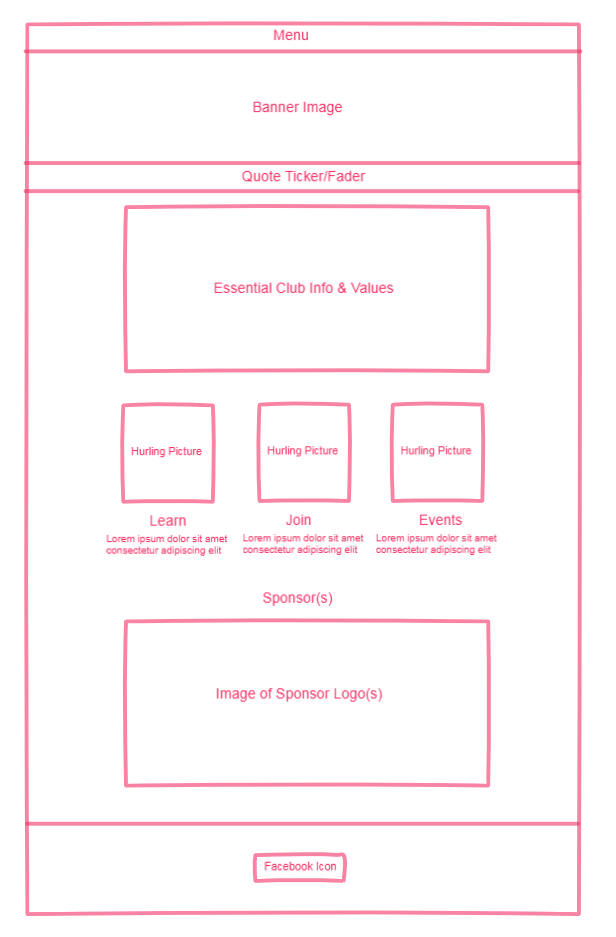 Menu
Banner Image
Quote Ticker/Fader
Essential Club Info & Values
Hurling Picture
Hurling Picture
Hurling Picture
Learn
Lorem ipsum dolor sit amet
consectetur adipiscing elit
Join
Lorem ipsum dolor sit amet
consectetur adipiscing elit
Events
Lorem ipsum dolor sit amet
consectetur adipiscing elit
Sponsor(s)
Image of Sponsor Logo(s)
Facebook Icon